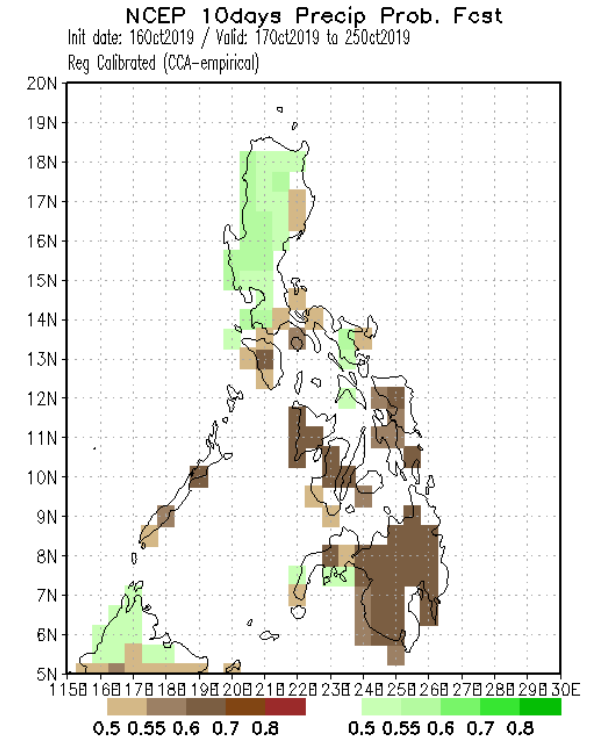 NCEP 10days Precip Prob. Fcst
Init date: 16Oct2019 / Valid: 17Oct2019 to 25Oct2019
Reg Calibrated (CCA-empirical)
20N
19N
18N
17N
16N
15N
14N
13N
12N
11N
10N
9N
8N
7N
6N
5N
115E 116E 117E 118E 119E 120E 121E 122E 123E 124E 125E 126E 127E 128E 129E 130E
0.5 0.55 0.6 0.7 0.8 0.5 0.55 0.6 0.7 0.8